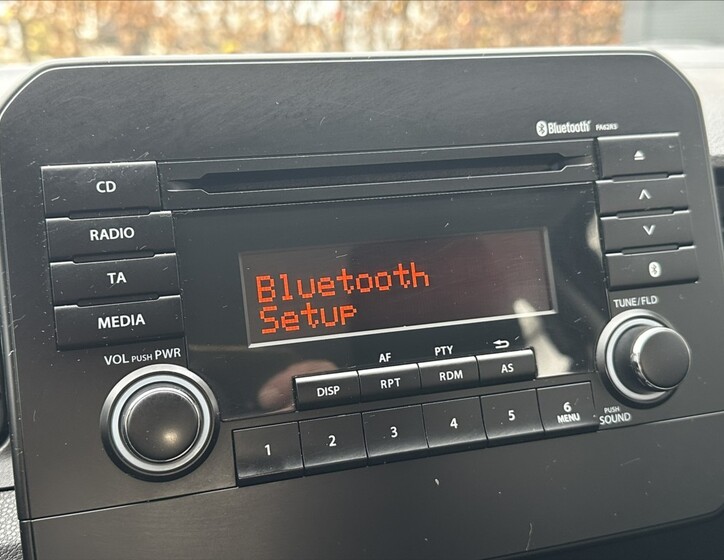 Bluetooth PA62R3
CD
RADIO
TA
MEDIA
VOL PUSH PWR
Bluetooth
Setup
TUNE/FLD
AF PTY
DISP RPT RDM AS
1 2 3 4 5 6
MENU
PUSH
SOUND